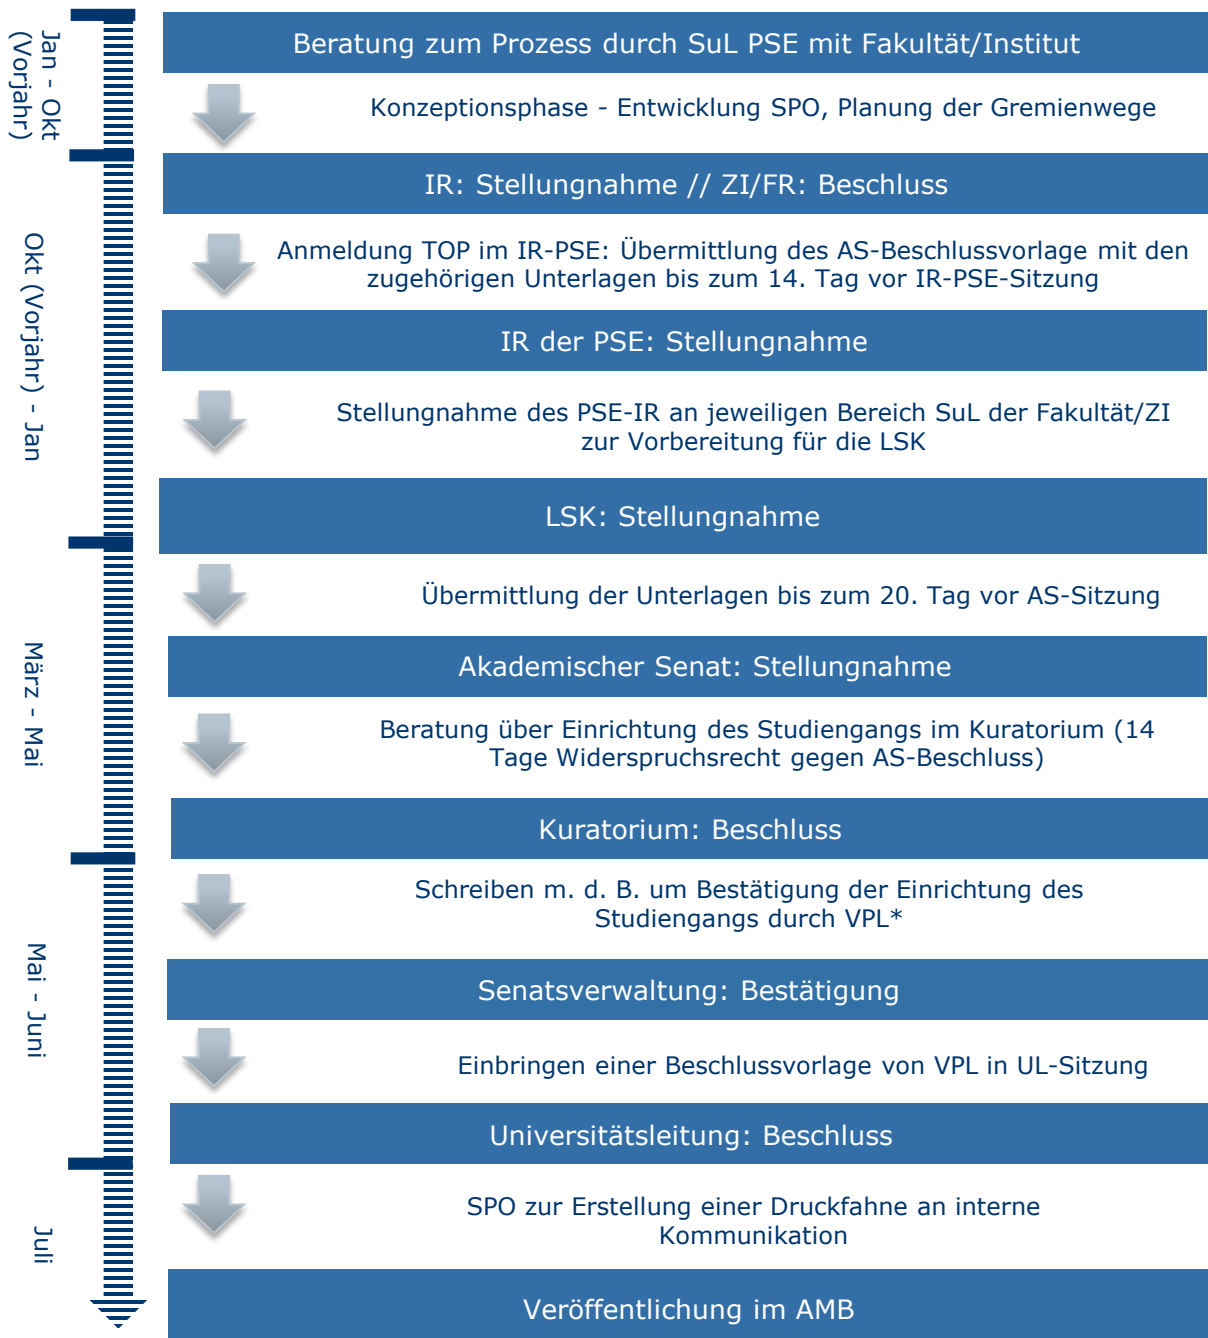 Jan - Okt
(Vorjahr)
Beratung zum Prozess durch SuL PSE mit Fakultät/Institut
Konzeptionsphase - Entwicklung SPO, Planung der Gremienwege
Okt (Vorjahr) - Jan
IR: Stellungnahme // ZI/FR: Beschluss
Anmeldung TOP im IR-PSE: Übermittlung des AS-Beschlussvorlage mit den
zugehörigen Unterlagen bis zum 14. Tag vor IR-PSE-Sitzung
IR der PSE: Stellungnahme
Stellungnahme des PSE-IR an jeweiligen Bereich SuL der Fakultät/ZI
zur Vorbereitung für die LSK
LSK: Stellungnahme
März - Mai
Übermittlung der Unterlagen bis zum 20. Tag vor AS-Sitzung
Akademischer Senat: Stellungnahme
Beratung über Einrichtung des Studiengangs im Kuratorium (14
Tage Widerspruchsrecht gegen AS-Beschluss)
Kuratorium: Beschluss
Mai - Juni
Schreiben m. d. B. um Bestätigung der Einrichtung des
Studiengangs durch VPL*
Senatsverwaltung: Bestätigung
Einbringen einer Beschlussvorlage von VPL in UL-Sitzung
Universitätsleitung: Beschluss
Juli
SPO zur Erstellung einer Druckfahne an interne
Kommunikation
Veröffentlichung im AMB